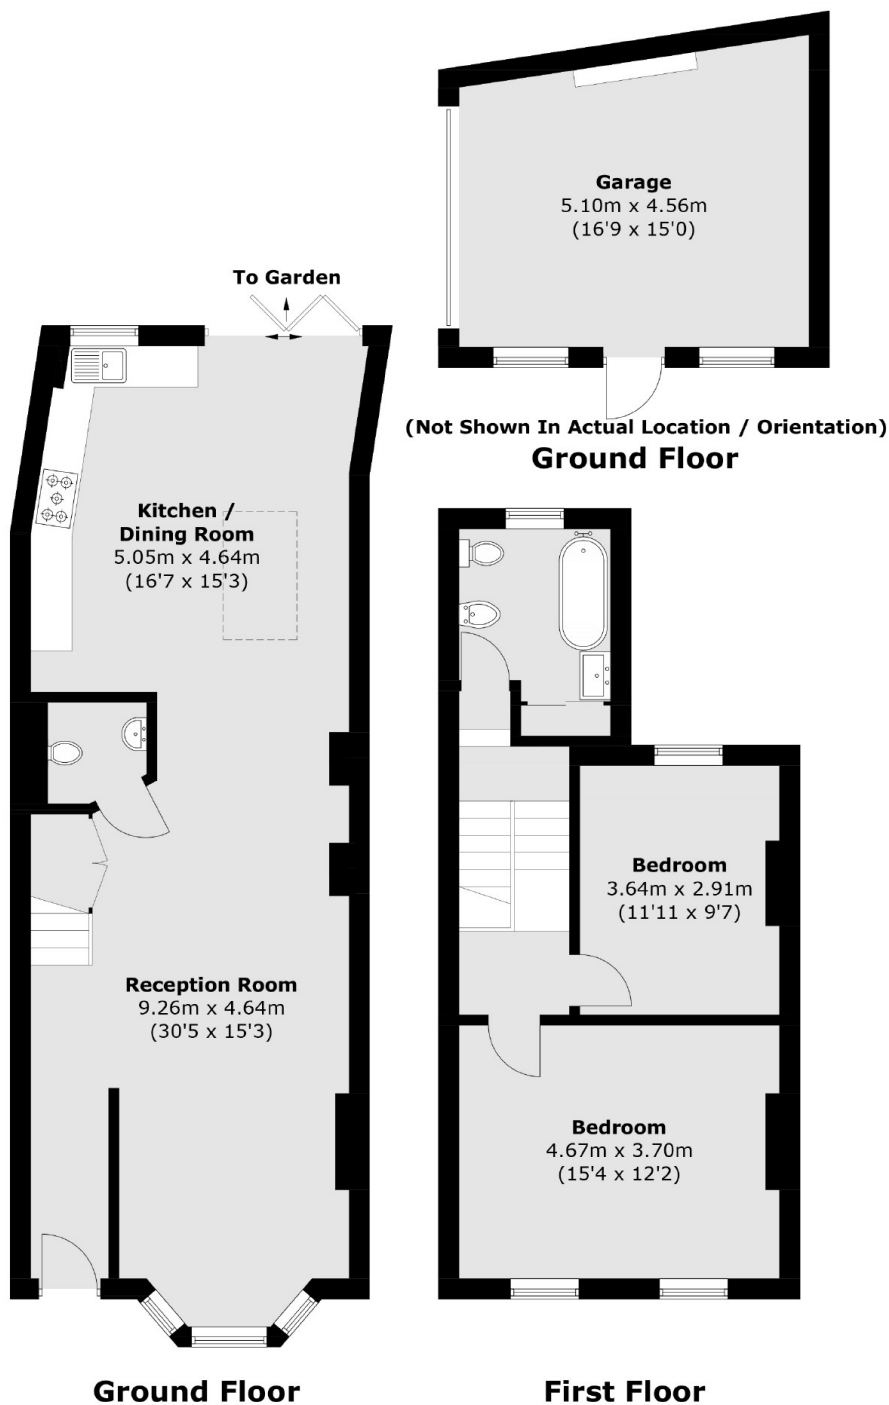 Garage
5.10m x 4.56m
(16'9 x 15'0)
(Not Shown In Actual Location / Orientation)
Ground Floor
To Garden
Kitchen /
Dining Room
5.05m x 4.64m
(16'7 x 15'3)
Reception Room
9.26m x 4.64m
(30'5 x 15'3)
Ground Floor
Bedroom
3.64m x 2.91m
(11'11 x 9'7)
Bedroom
4.67m x 3.70m
(15'4 x 12'2)
First Floor